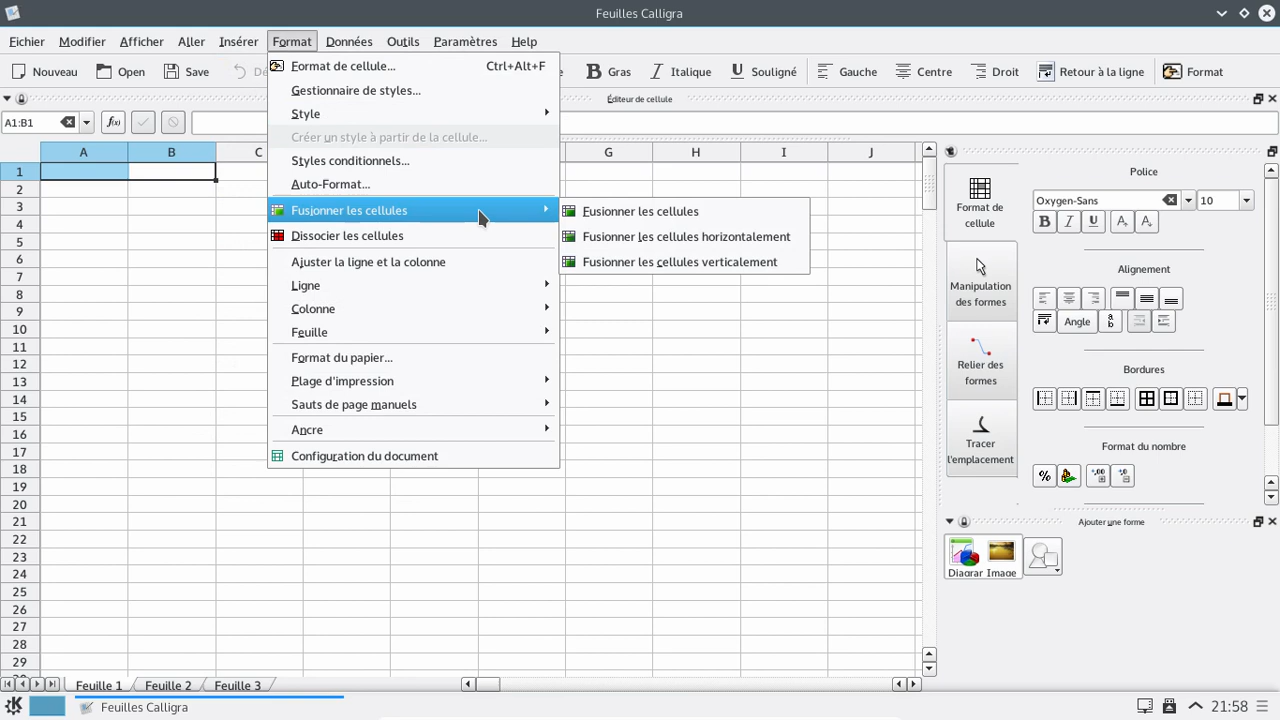 Feuilles Calligra
Fichier Modifier Afficher Aller Insérer Format Données Outils Paramètres Help
Nouveau Open Save Gras Italique Souligné Gauche Centre Droit Retour à la ligne Format
Éditeur de cellule
A1:B1 f(x)
A B C G H I J
1
2
3
4
5
6
7
8
9
10
11
12
13
14
15
16
17
18
19
20
21
22
23
24
25
26
27
28
29
Format de cellule... Ctrl+Alt+F
Gestionnaire de styles...
Style
Créer un style à partir de la cellule...
Styles conditionnels...
Auto-Format...
Fusionner les cellules
Dissocier les cellules
Ajuster la ligne et la colonne
Ligne
Colonne
Feuille
Format du papier...
Plage d'impression
Sauts de page manuels
Ancre
Configuration du document
Fusionner les cellules
Fusionner les cellules horizontalement
Fusionner les cellules verticalement
Format de
cellule
Manipulation
des formes
Relier des
formes
Tracer
l'emplacement
Police
Oxygen-Sans 10
B I U A A
Alignement
Angle a b
Bordures
Format du nombre
% ,00 ,0
Ajouter une forme
Diagrar Image
Feuille 1 Feuille 2 Feuille 3
Feuilles Calligra 21:58